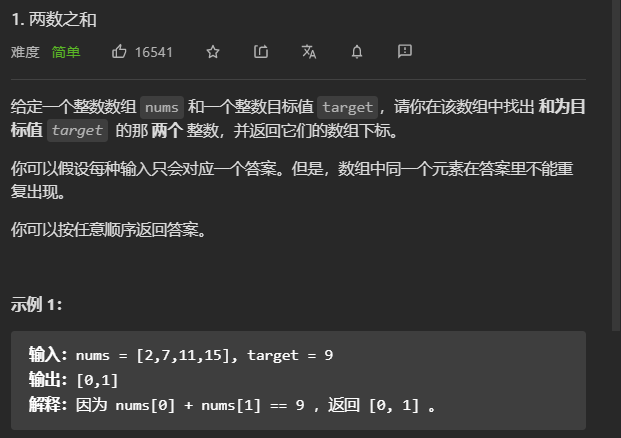 1. 两数之和
难度 简单 16541
给定一个整数数组 nums 和一个整数目标值 target，请你在该数组中找出 和为目
标值 target 的那 两个 整数，并返回它们的数组下标。
你可以假设每种输入只会对应一个答案。但是，数组中同一个元素在答案里不能重
复出现。
你可以按任意顺序返回答案。
示例 1：
输入：nums = [2,7,11,15], target = 9
输出：[0,1]
解释：因为 nums[0] + nums[1] == 9 ，返回 [0, 1] 。